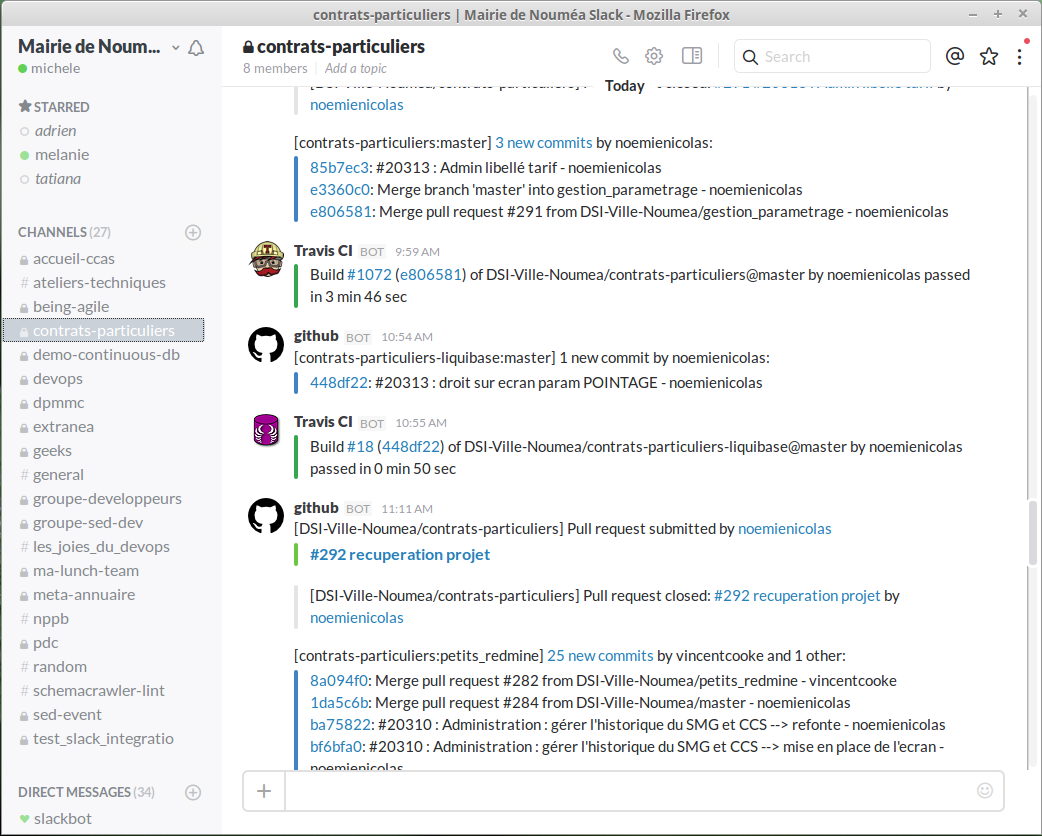 contrats-particuliers | Mairie de Nouméa Slack - Mozilla Firefox
Mairie de Noum...
michele
STARRED
adrien
melanie
tatiana
CHANNELS (27)
accueil-ccas
# ateliers-techniques
being-agile
contrats-particuliers
demo-continuous-db
devops
dpmmc
extranea
geeks
# general
groupe-developpeurs
groupe-sed-dev
# les_joies_du_devops
ma-lunch-team
meta-annuaire
# nppb
pdc
# random
# schemacrawler-lint
sed-event
test_slack_integratio
DIRECT MESSAGES (34)
slackbot
contrats-particuliers
8 members | Add a topic
Search
Today
noemienicolas
[contrats-particuliers:master] 3 new commits by noemienicolas:
85b7ec3: #20313 : Admin libellé tarif - noemienicolas
e3360c0: Merge branch 'master' into gestion_parametrage - noemienicolas
e806581: Merge pull request #291 from DSI-Ville-Noumea/gestion_parametrage - noemienicolas
Travis CI BOT 9:59 AM
Build #1072 (e806581) of DSI-Ville-Noumea/contrats-particuliers@master by noemienicolas passed
in 3 min 46 sec
github BOT 10:54 AM
[contrats-particuliers-liquibase:master] 1 new commit by noemienicolas:
448df22: #20313 : droit sur ecran param POINTAGE - noemienicolas
Travis CI BOT 10:55 AM
Build #18 (448df22) of DSI-Ville-Noumea/contrats-particuliers-liquibase@master by noemienicolas
passed in 0 min 50 sec
github BOT 11:11 AM
[DSI-Ville-Noumea/contrats-particuliers] Pull request submitted by noemienicolas
#292 recuperation projet
[DSI-Ville-Noumea/contrats-particuliers] Pull request closed: #292 recuperation projet by
noemienicolas
[contrats-particuliers:petits_redmine] 25 new commits by vincentcooke and 1 other:
8a094f0: Merge pull request #282 from DSI-Ville-Noumea/petits_redmine - vincentcooke
1da5c6b: Merge pull request #284 from DSI-Ville-Noumea/master - noemienicolas
ba75822: #20310 : Administration : gérer l'historique du SMG et CCS --> refonte - noemienicolas
bf6bfa0: #20310 : Administration : gérer l'historique du SMG et CCS --> mise en place de l'ecran -
noemienicolas